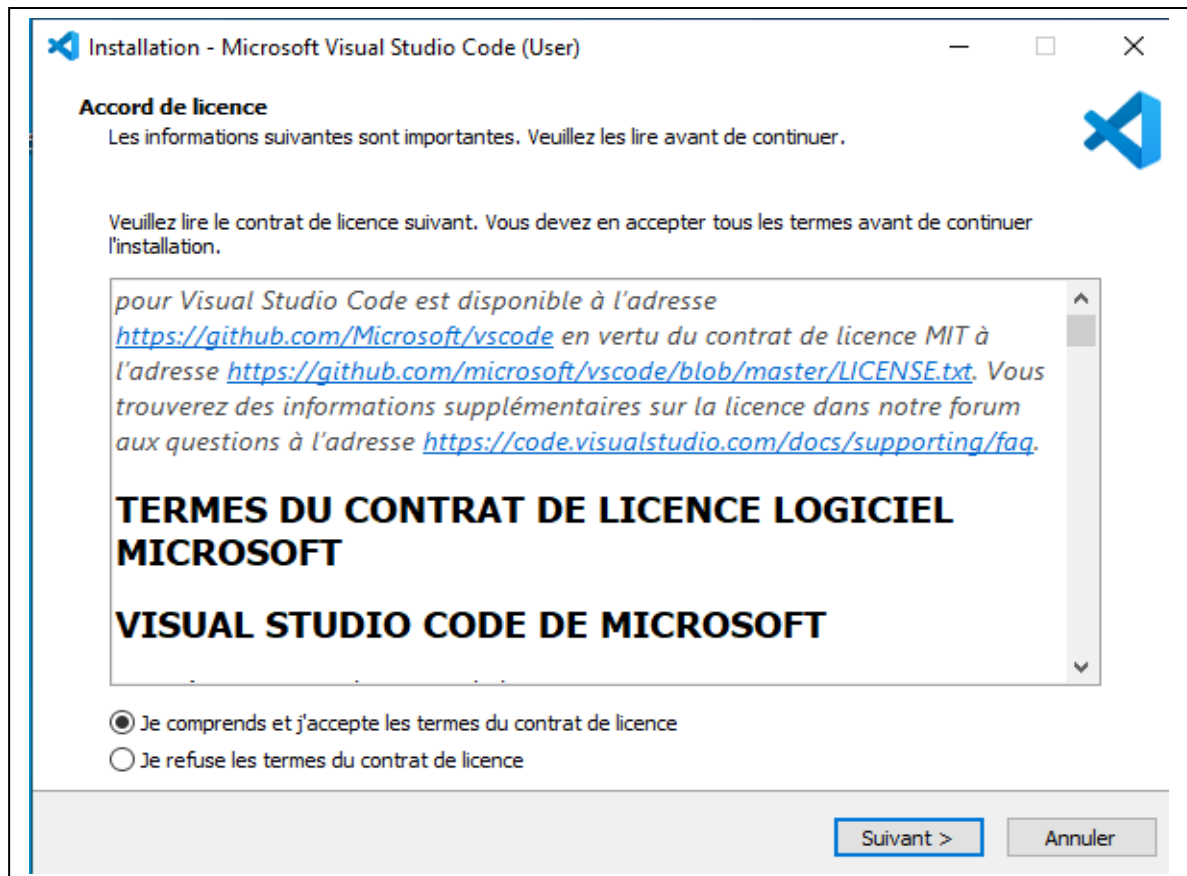 Installation - Microsoft Visual Studio Code (User)
Accord de licence
Les informations suivantes sont importantes. Veuillez les lire avant de continuer.
Veuillez lire le contrat de licence suivant. Vous devez en accepter tous les termes avant de continuer
l'installation.
pour Visual Studio Code est disponible à l'adresse
https://github.com/Microsoft/vscode en vertu du contrat de licence MIT à
l'adresse https://github.com/microsoft/vscode/blob/master/LICENSE.txt. Vous
trouverez des informations supplémentaires sur la licence dans notre forum
aux questions à l'adresse https://code.visualstudio.com/docs/supporting/faq.
TERMES DU CONTRAT DE LICENCE LOGICIEL
MICROSOFT
VISUAL STUDIO CODE DE MICROSOFT
Je comprends et j'accepte les termes du contrat de licence
Je refuse les termes du contrat de licence
Suivant >
Annuler